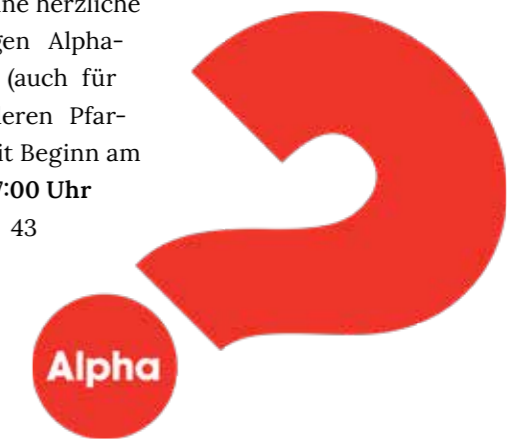 ne herzliche
gen Alpha-
(auch für
eren Pfar-
it Beginn am
7:00 Uhr
43
Alpha